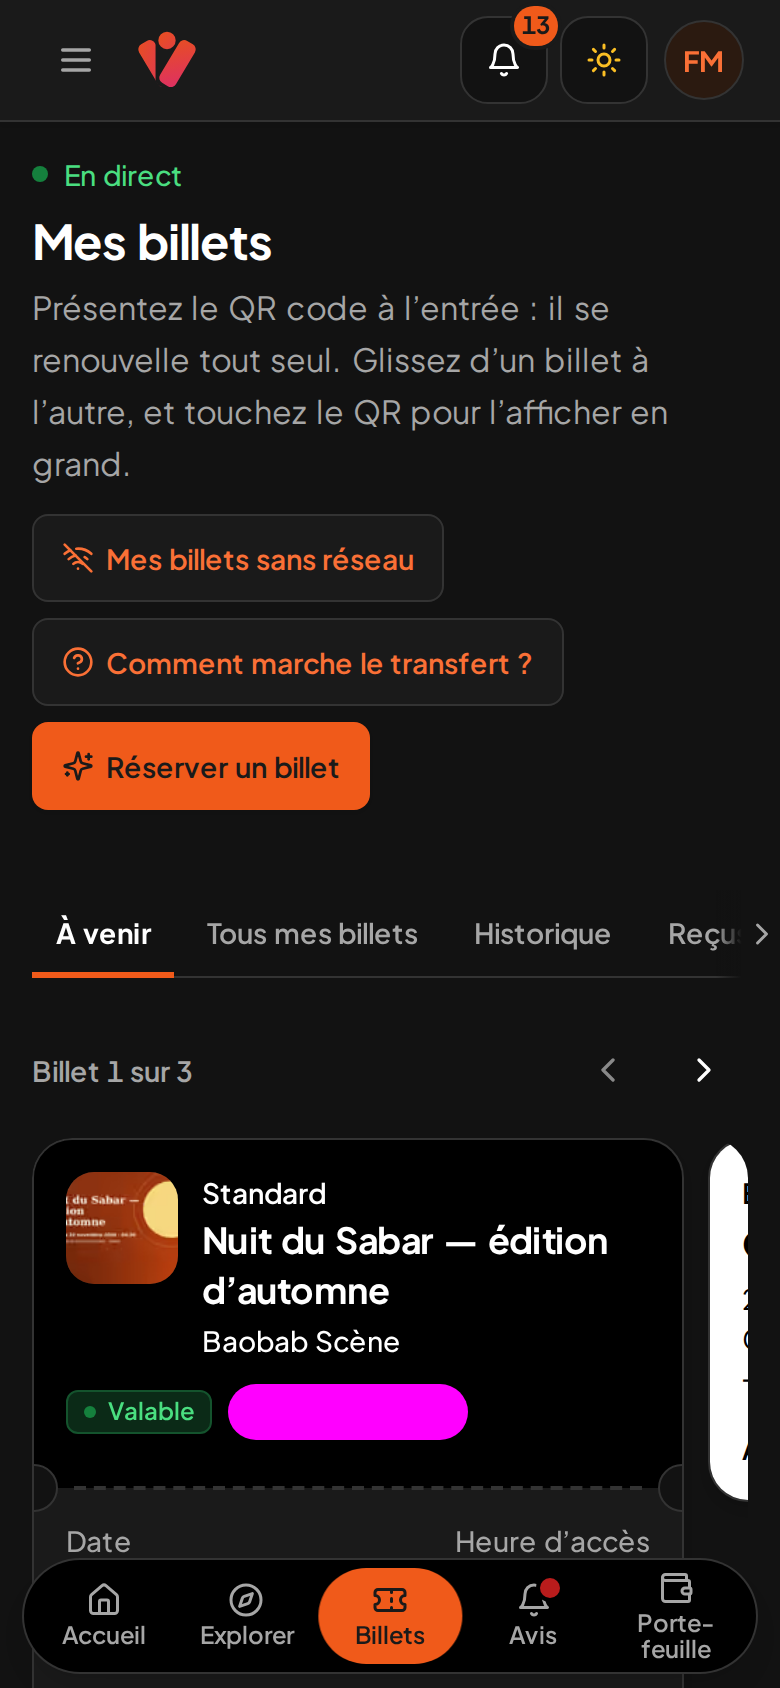 13
FM
En direct
Mes billets
Présentez le QR code à l’entrée : il se
renouvelle tout seul. Glissez d’un billet à
l’autre, et touchez le QR pour l’afficher en
grand.
Mes billets sans réseau
Comment marche le transfert ?
Réserver un billet
À venir
Tous mes billets
Historique
Reçus
Billet 1 sur 3
du Sabar —
Standard
Nuit du Sabar — édition
d’automne
Baobab Scène
Valable
Date
Heure d’accès
Accueil
Explorer
Billets
Avis
Porte-
feuille